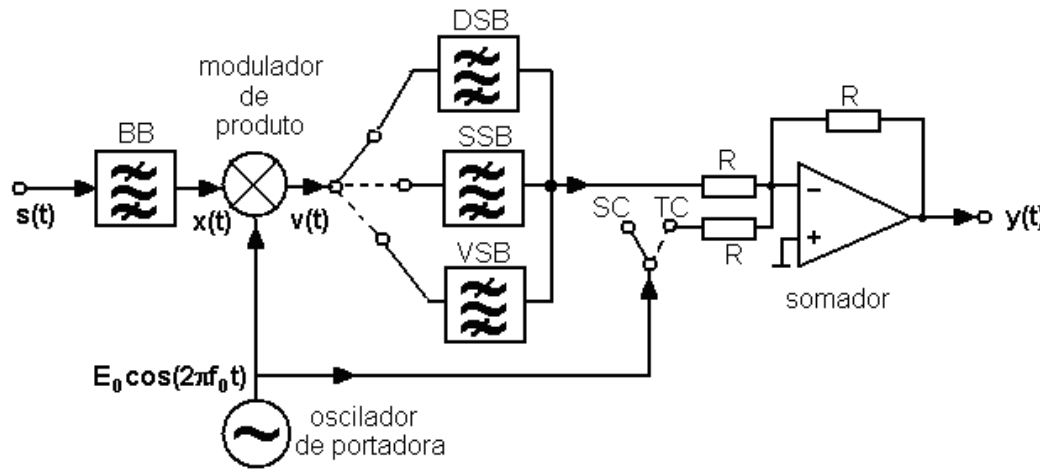 DSB
modulador
de
produto
BB
SSB
R
R
s(t)
x(t)
v(t)
SC
TC
R
−
+
y(t)
VSB
somador
E₀cos(2πf₀t)
oscilador
de portadora